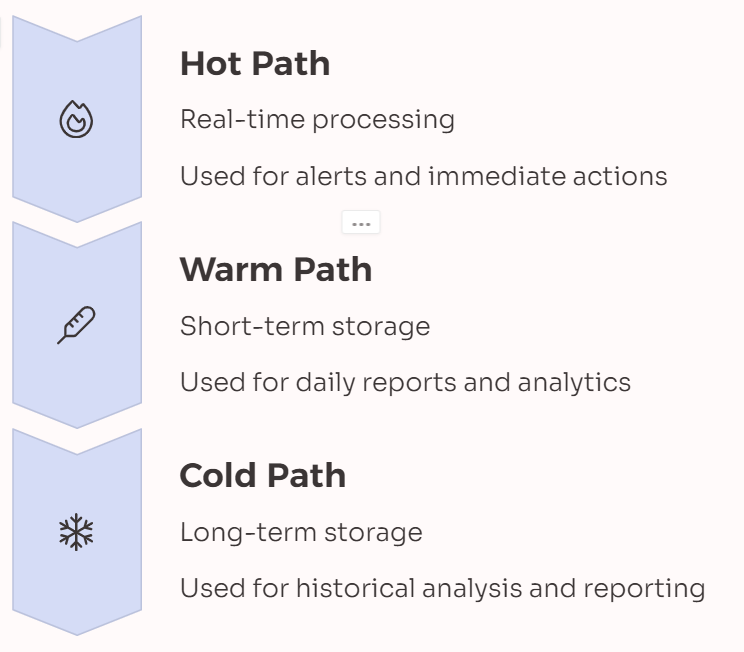 Hot Path
Real-time processing
Used for alerts and immediate actions
...
Warm Path
Short-term storage
Used for daily reports and analytics
Cold Path
Long-term storage
Used for historical analysis and reporting